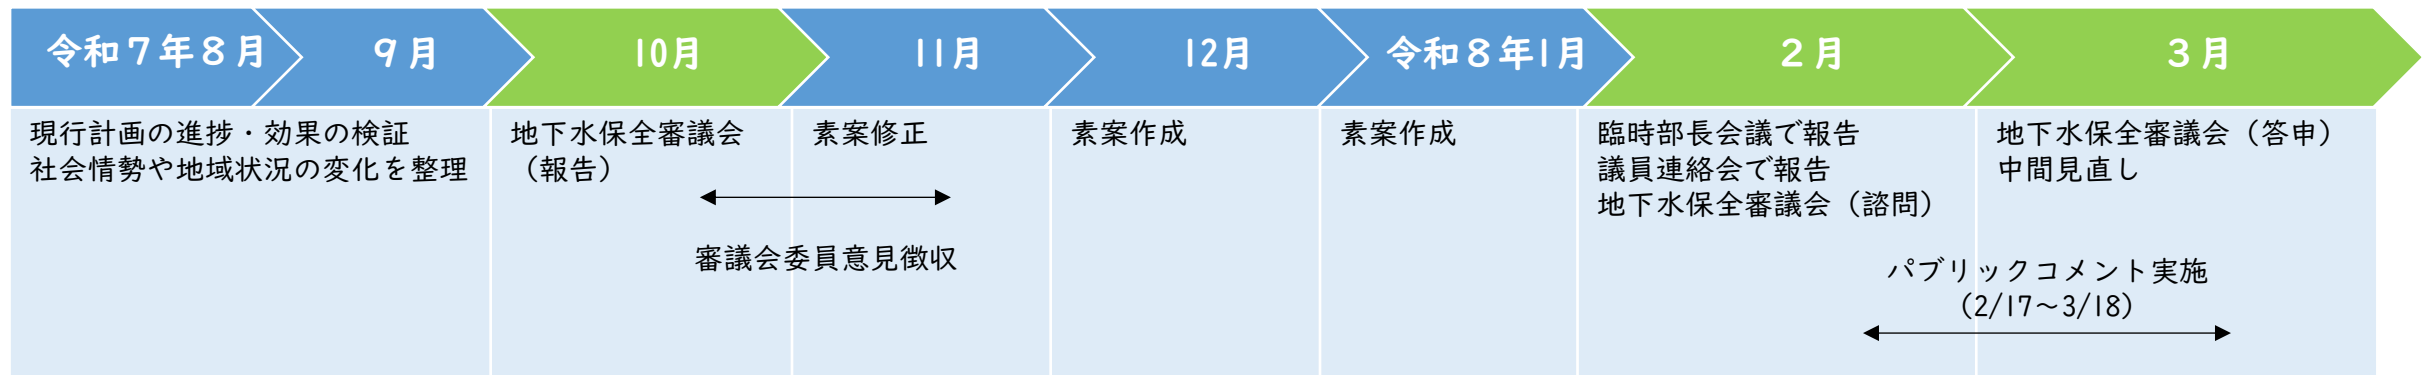 令和７年８月
９月
10月
11月
12月
令和８年1月
２月
３月
現行計画の進捗・効果の検証
社会情勢や地域状況の変化を整理
地下水保全審議会
（報告）
審議会委員意見徴収
素案修正
素案作成
素案作成
臨時部長会議で報告
議員連絡会で報告
地下水保全審議会（諮問）
地下水保全審議会（答申）
中間見直し
パブリックコメント実施
(2/17～3/18)